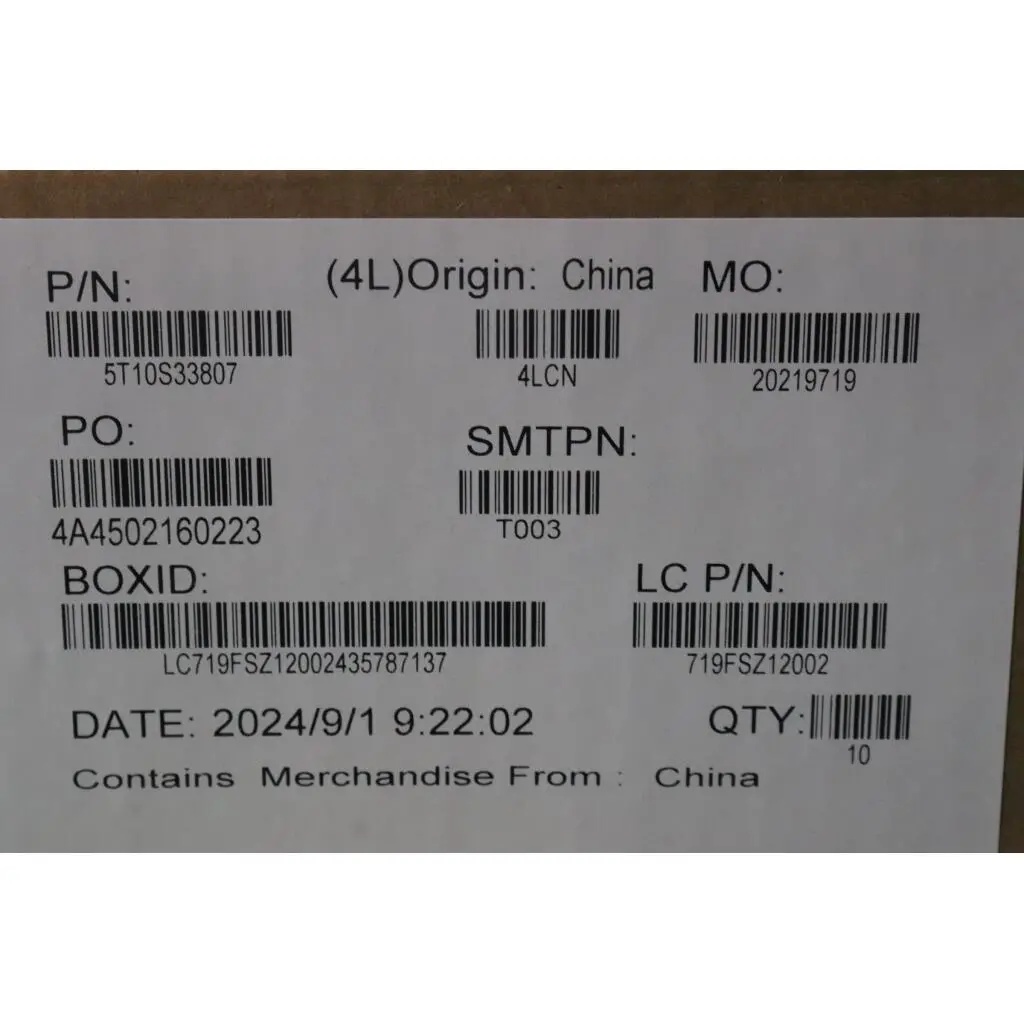 P/N: (4L)Origin: China MO:
5T10S33807 4LCN 20219719
PO: SMTPN:
4A4502160223 T003
BOXID: LC P/N:
LC719FSZ12002435787137 719FSZ12002
DATE: 2024/9/1 9:22:02 QTY:
10
Contains Merchandise From : China